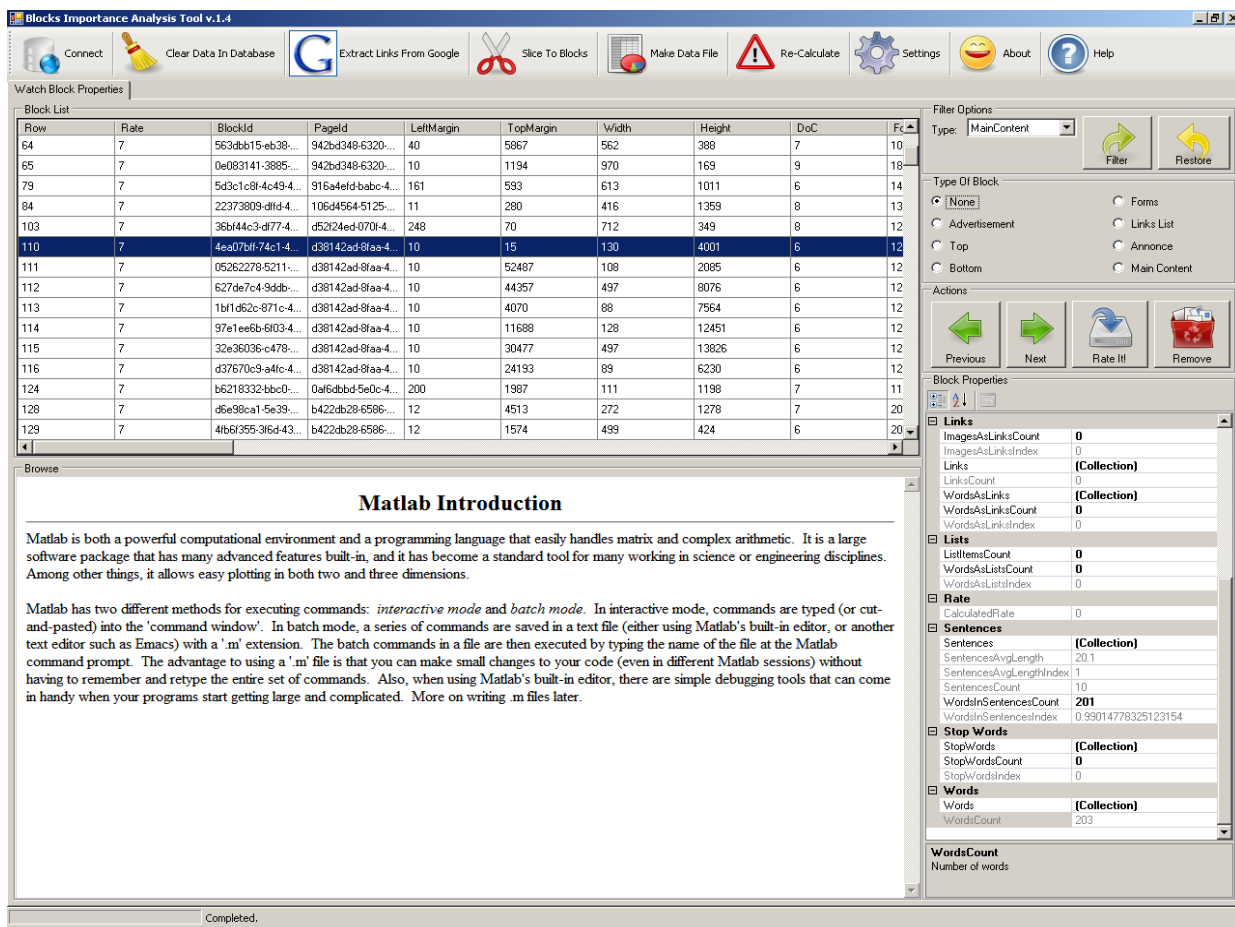 Blocks Importance Analysis Tool v.1.4
Connect Clear Data In Database Extract Links From Google Slice To Blocks Make Data File Re-Calculate Settings About Help
Watch Block Properties
Block List
Row Rate BlockId PageId LeftMargin TopMargin Width Height DoC Fc
64 7 563dbb15-eb38-... 942bd348-6320-... 40 5867 562 388 7 10
65 7 0e083141-3885-... 942bd348-6320-... 10 1194 970 169 9 18
79 7 5d3c1c8f-4c49-4... 916a4efd-babc-4... 161 593 613 1011 6 14
84 7 22373809-dffd-4... 106d4564-5125-... 11 280 416 1359 8 13
103 7 36bf44c3-df77-4... d52f24ed-070f-4... 248 70 712 349 8 12
110 7 4ea07bff-74c1-4... d38142ad-8faa-4... 10 15 130 4001 6 12
111 7 05262278-5211-... d38142ad-8faa-4... 10 52487 108 2085 6 12
112 7 627de7c4-9ddb-... d38142ad-8faa-4... 10 44357 497 8076 6 12
113 7 1bf1d62c-871c-4... d38142ad-8faa-4... 10 4070 88 7564 6 12
114 7 97e1ee6b-6f03-4... d38142ad-8faa-4... 10 11688 128 12451 6 12
115 7 32e36036-c478-... d38142ad-8faa-4... 10 30477 497 13826 6 12
116 7 d37670c9-a4fc-4... d38142ad-8faa-4... 10 24193 89 6230 6 12
124 7 b6218332-bbc0-... 0af6dbbd-5e0c-4... 200 1987 111 1198 7 11
128 7 d6e98ca1-5e39-... b422db28-6586-... 12 4513 272 1278 7 20
129 7 4fb6f355-3f6d-43... b422db28-6586-... 12 1574 499 424 6 20
Browse
Matlab Introduction
Matlab is both a powerful computational environment and a programming language that easily handles matrix and complex arithmetic. It is a large
software package that has many advanced features built-in, and it has become a standard tool for many working in science or engineering disciplines.
Among other things, it allows easy plotting in both two and three dimensions.
Matlab has two different methods for executing commands: interactive mode and batch mode. In interactive mode, commands are typed (or cut-
and-pasted) into the 'command window'. In batch mode, a series of commands are saved in a text file (either using Matlab's built-in editor, or another
text editor such as Emacs) with a '.m' extension. The batch commands in a file are then executed by typing the name of the file at the Matlab
command prompt. The advantage to using a '.m' file is that you can make small changes to your code (even in different Matlab sessions) without
having to remember and retype the entire set of commands. Also, when using Matlab's built-in editor, there are simple debugging tools that can come
in handy when your programs start getting large and complicated. More on writing .m files later.
Filter Options
Type: MainContent
Filter Restore
Type Of Block
None Forms
Advertisement Links List
Top Annonce
Bottom Main Content
Actions
Previous Next Rate It! Remove
Block Properties
Links
ImagesAsLinksCount 0
ImagesAsLinksIndex 0
Links (Collection)
LinksCount 0
WordsAsLinks (Collection)
WordsAsLinksCount 0
WordsAsLinksIndex 0
Lists
ListItemsCount 0
WordsAsListsCount 0
WordsAsListsIndex 0
Rate
CalculatedRate 0
Sentences
Sentences (Collection)
SentencesAvgLength 20.1
SentencesAvgLengthIndex 1
SentencesCount 10
WordsInSentencesCount 201
WordsInSentencesIndex 0.99014778325123154
Stop Words
StopWords (Collection)
StopWordsCount 0
StopWordsIndex 0
Words
Words (Collection)
WordsCount 203
WordsCount
Number of words
Completed.